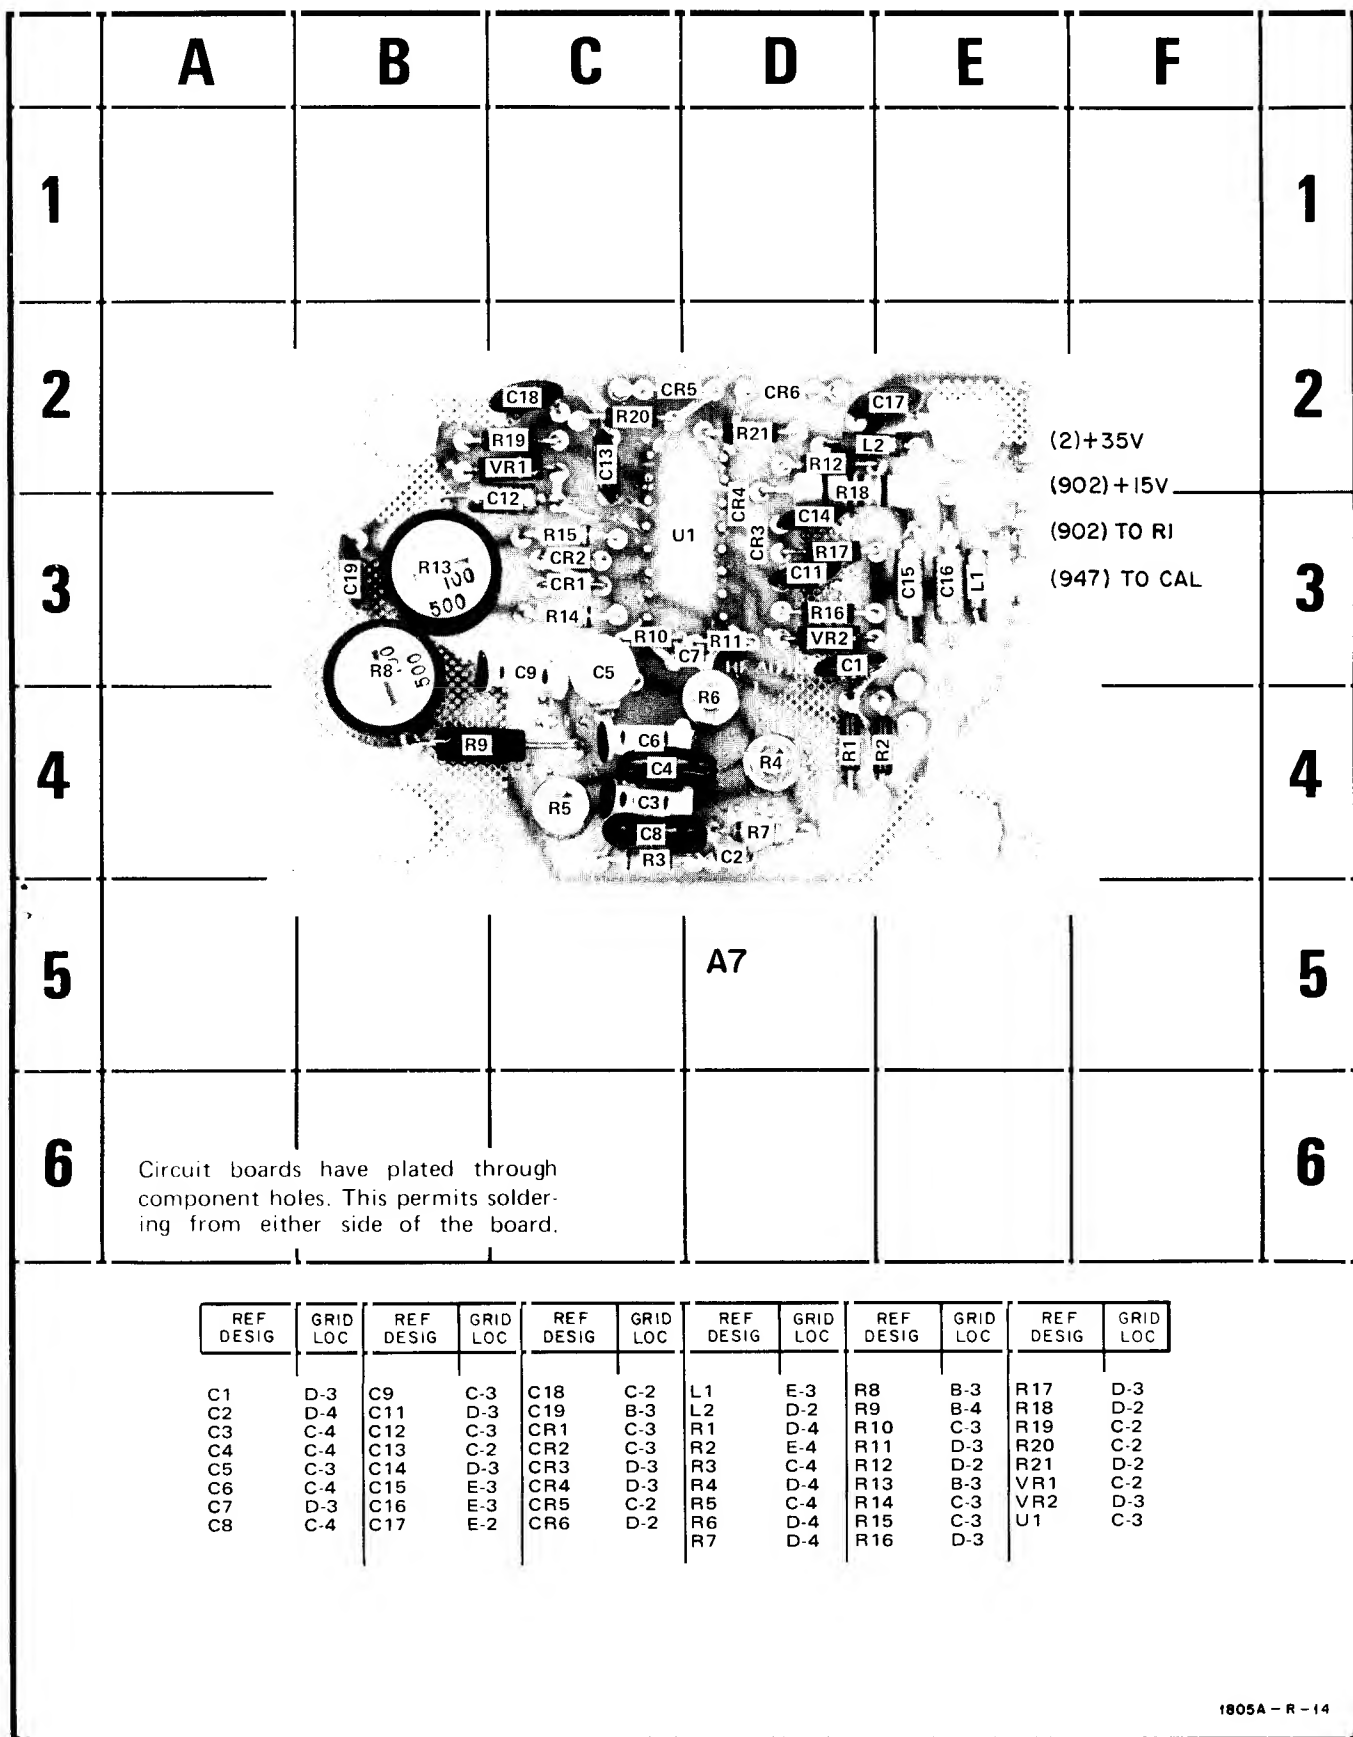 A B C D E F
1 1
2 2
C18 CR5 CR6 C17
R20
R19 R21 L2 (2)+35V
VR1 C13 R12
C12 CR4 R18 (902)+15V
C14
R15 U1 CR3 (902) TO R1
CR2 R17
3 C19 R13 100 500 CR1 C11 C15 C16 L1 (947) TO CAL 3
R14 R16
R10 R11 VR2
C7 C1
R8 500 C9 C5
R6
R9 C6 R1 R2
4 C4 R4 4
R5 C3
C8 R7
R3 C2
5 A7 5
6 6
Circuit boards have plated through
component holes. This permits solder-
ing from either side of the board.
REF DESIG GRID LOC REF DESIG GRID LOC REF DESIG GRID LOC REF DESIG GRID LOC REF DESIG GRID LOC REF DESIG GRID LOC
C1 D-3 C9 C-3 C18 C-2 L1 E-3 R8 B-3 R17 D-3
C2 D-4 C11 D-3 C19 B-3 L2 D-2 R9 B-4 R18 D-2
C3 C-4 C12 C-3 CR1 C-3 R1 D-4 R10 C-3 R19 C-2
C4 C-4 C13 C-2 CR2 C-3 R2 E-4 R11 D-3 R20 C-2
C5 C-3 C14 D-3 CR3 D-3 R3 C-4 R12 D-2 R21 D-2
C6 C-4 C15 E-3 CR4 D-3 R4 D-4 R13 B-3 VR1 C-2
C7 D-3 C16 E-3 CR5 C-2 R5 C-4 R14 C-3 VR2 D-3
C8 C-4 C17 E-2 CR6 D-2 R6 D-4 R15 C-3 U1 C-3
R7 D-4 R16 D-3
1805A-R-14